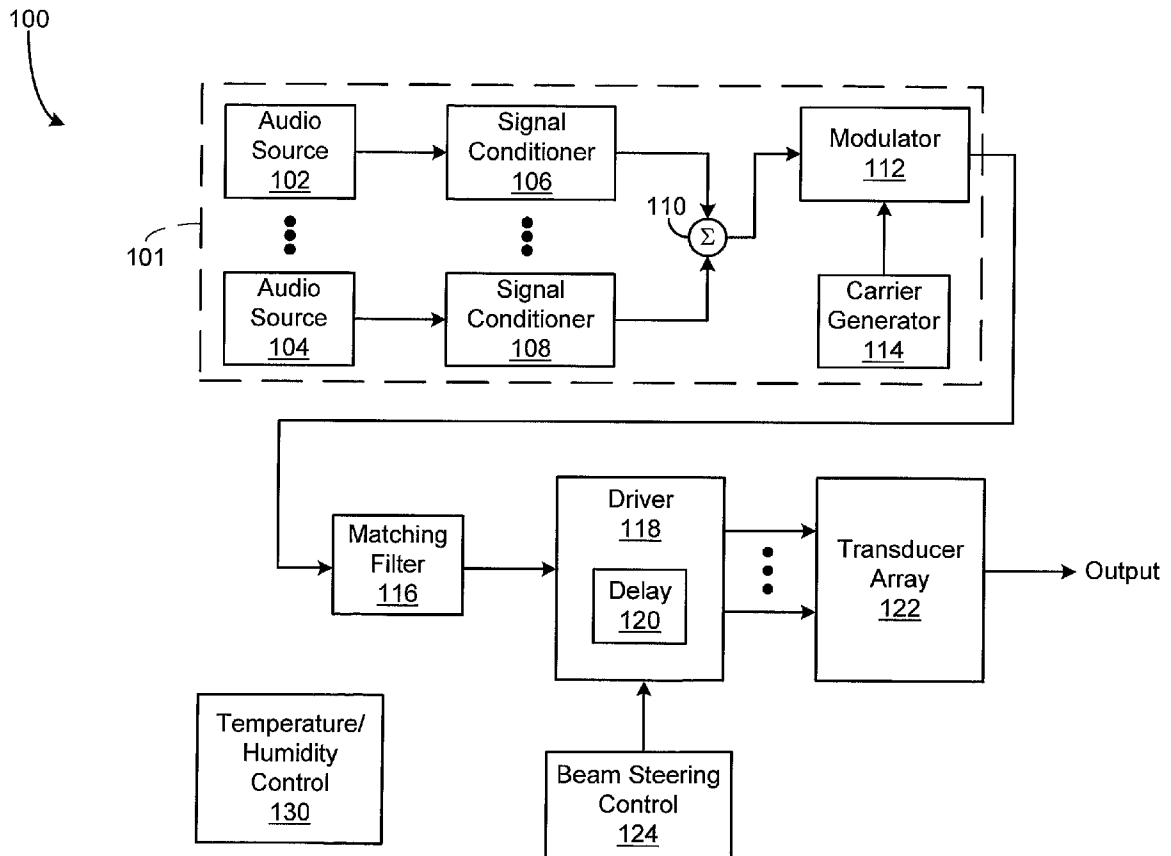 100
Audio
Source
102
Signal
Conditioner
106
Modulator
112
110
Σ
101
Audio
Source
104
Signal
Conditioner
108
Carrier
Generator
114
Matching
Filter
116
Driver
118
Delay
120
Transducer
Array
122
Output
Temperature/
Humidity
Control
130
Beam Steering
Control
124